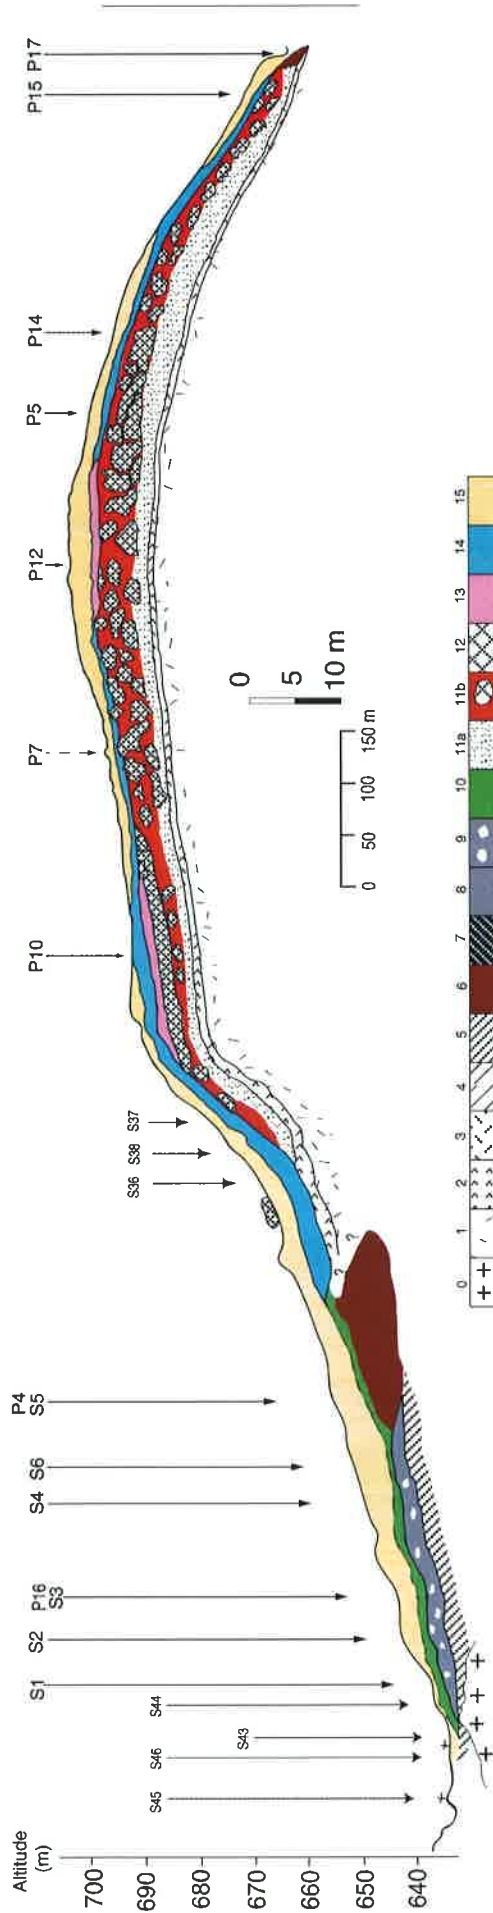 Altitude
(m)
700
690
680
670
660
650
640
S45
S46
S43
S44
S1
S2
P16
S3
S4
S6
P4
S5
S36
S38
S37
P10
P7
P12
P5
P14
P15
P17
?
?
0
5
10 m
0 50 100 150 m
0 1 2 3 4 5 6 7 8 9 10 11a 11b 12 13 14 15